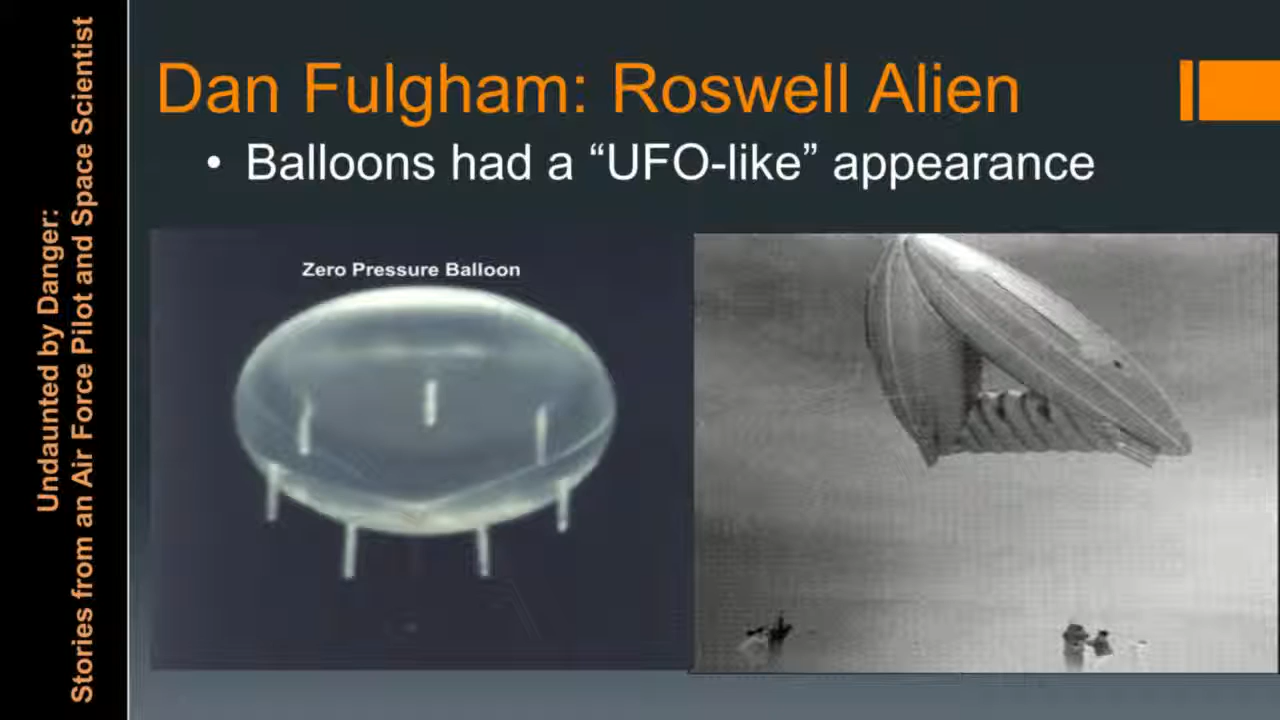 Undaunted by Danger:
Stories from an Air Force Pilot and Space Scientist
Dan Fulgham: Roswell Alien
• Balloons had a “UFO-like” appearance
Zero Pressure Balloon